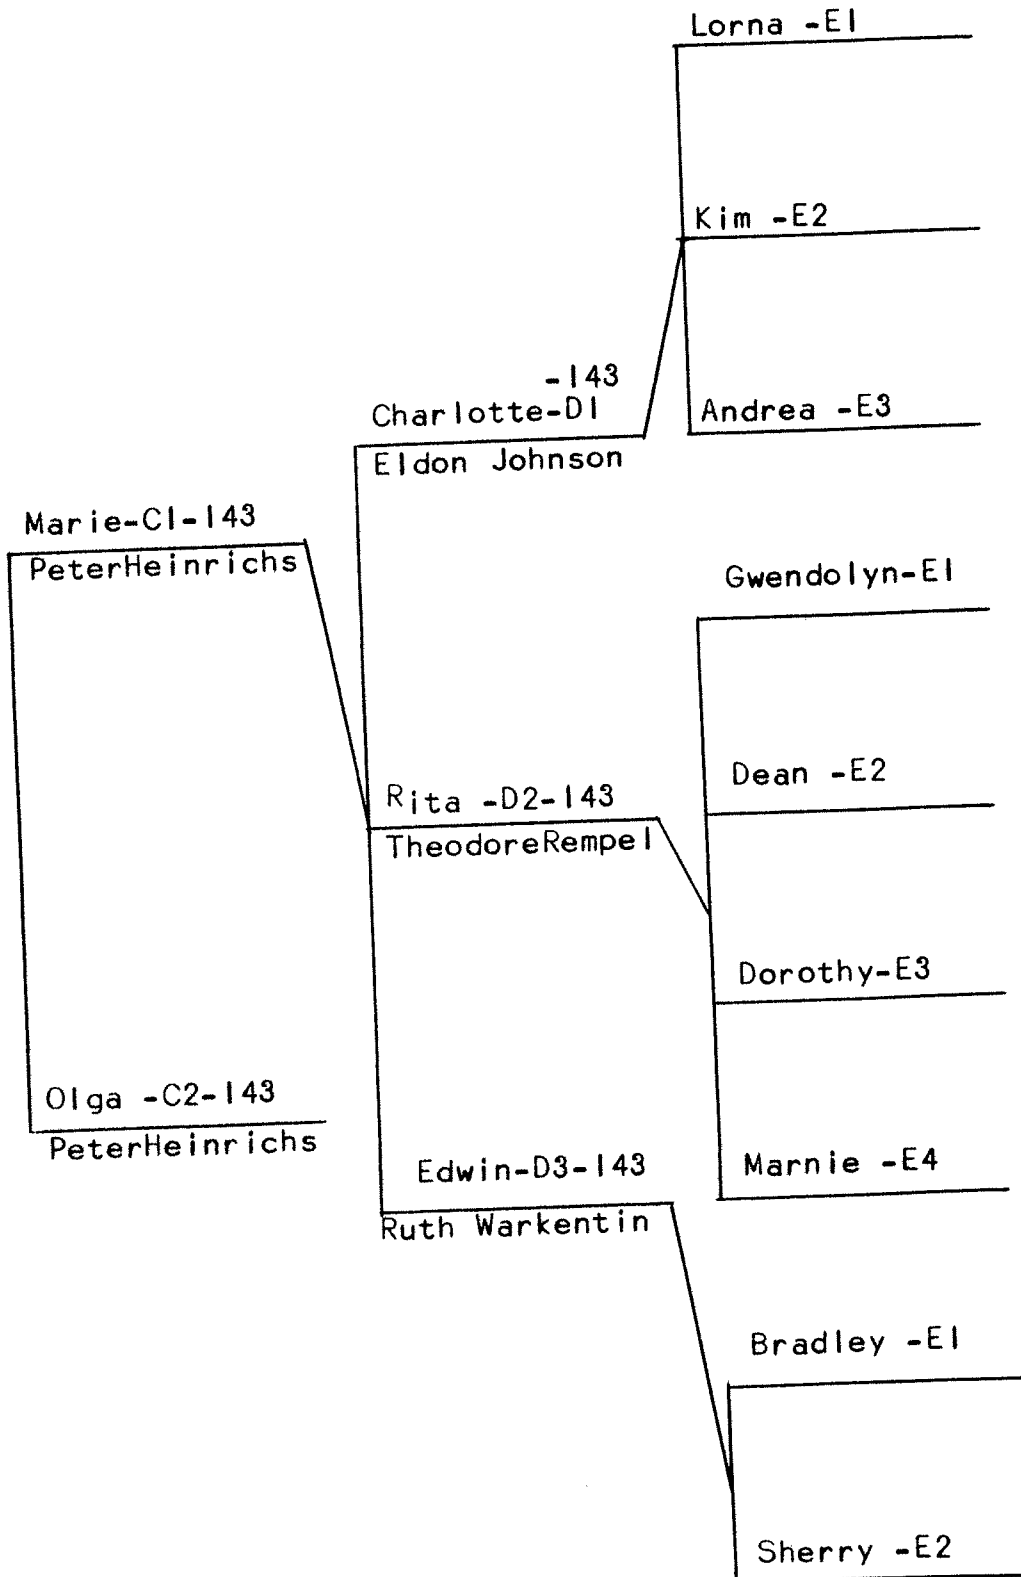 Lorna -E1
Kim -E2
-143
Charlotte-D1
Andrea -E3
Eldon Johnson
Marie-C1-143
PeterHeinrichs
Gwendolyn-E1
Dean -E2
Rita -D2-143
TheodoreRempel
Dorothy-E3
Olga -C2-143
PeterHeinrichs
Edwin-D3-143
Marnie -E4
Ruth Warkentin
Bradley -E1
Sherry -E2